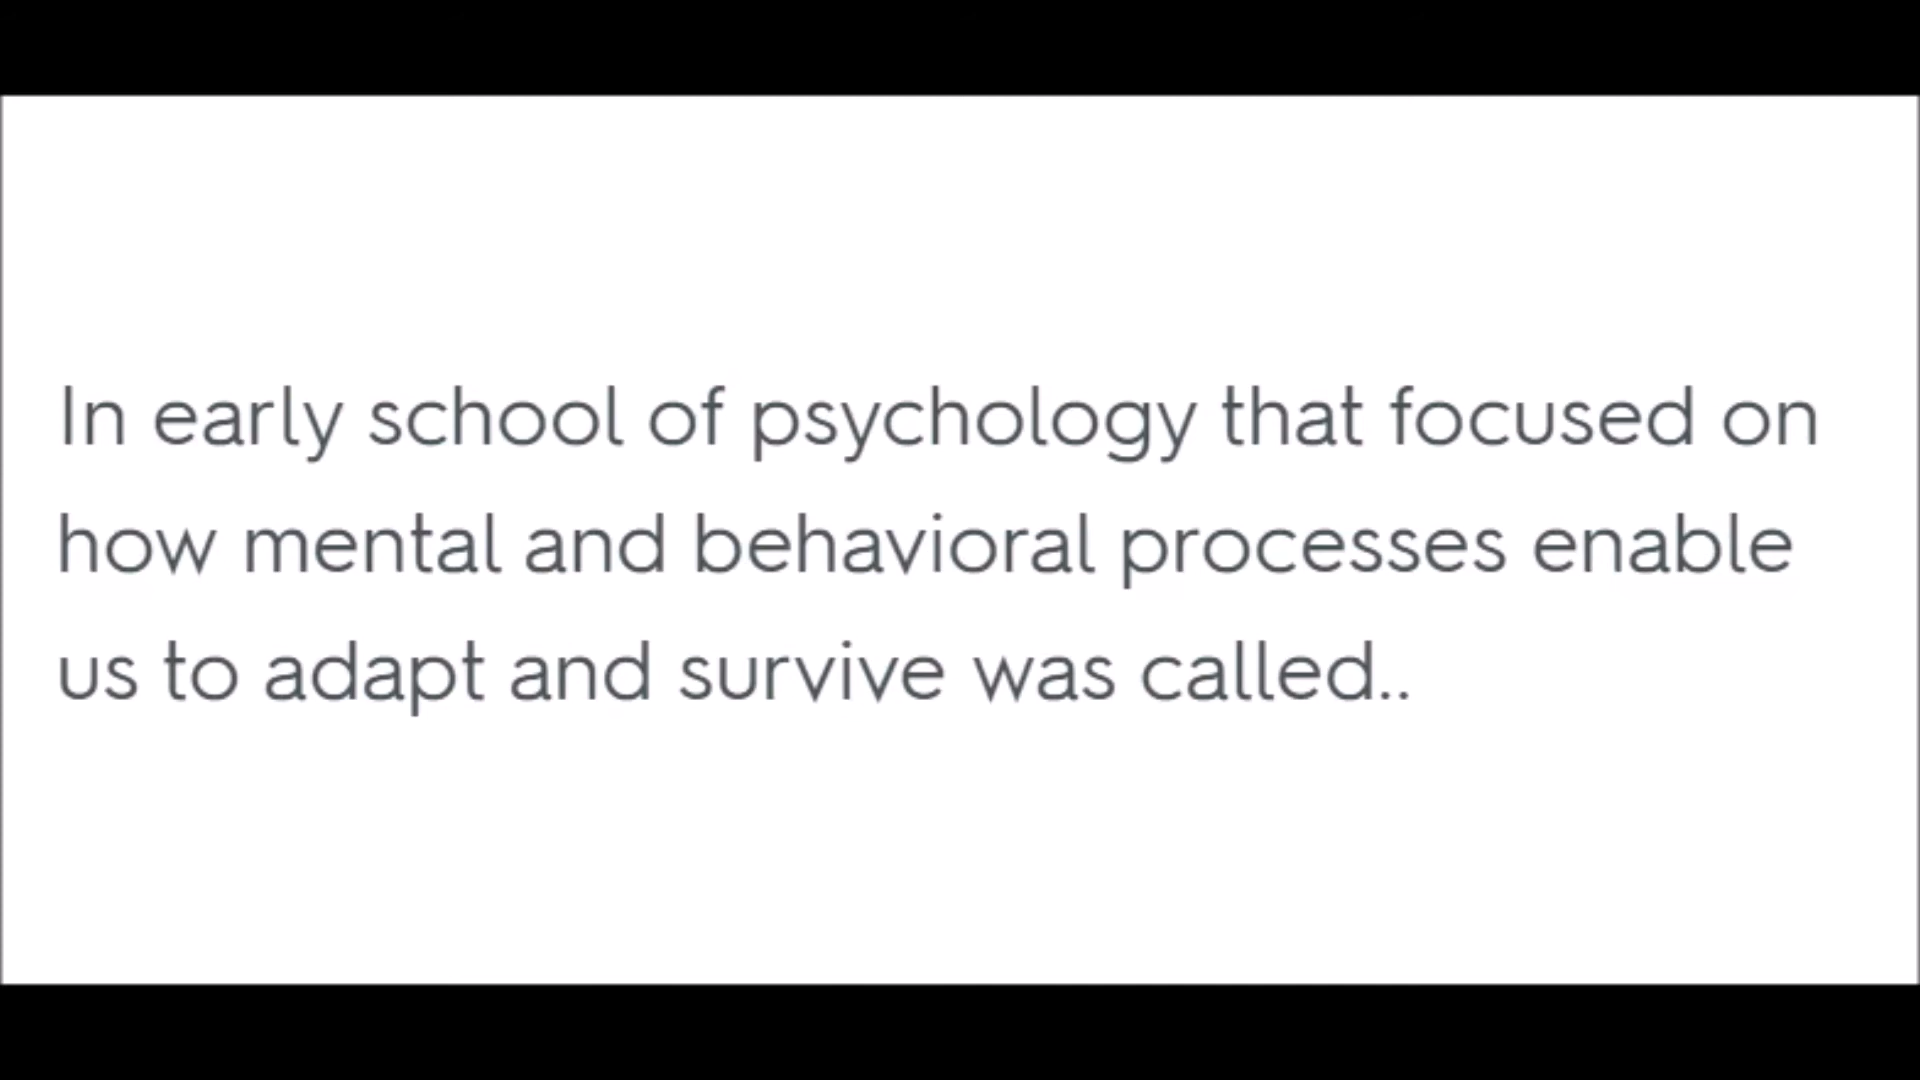 In early school of psychology that focused on
how mental and behavioral processes enable
us to adapt and survive was called..